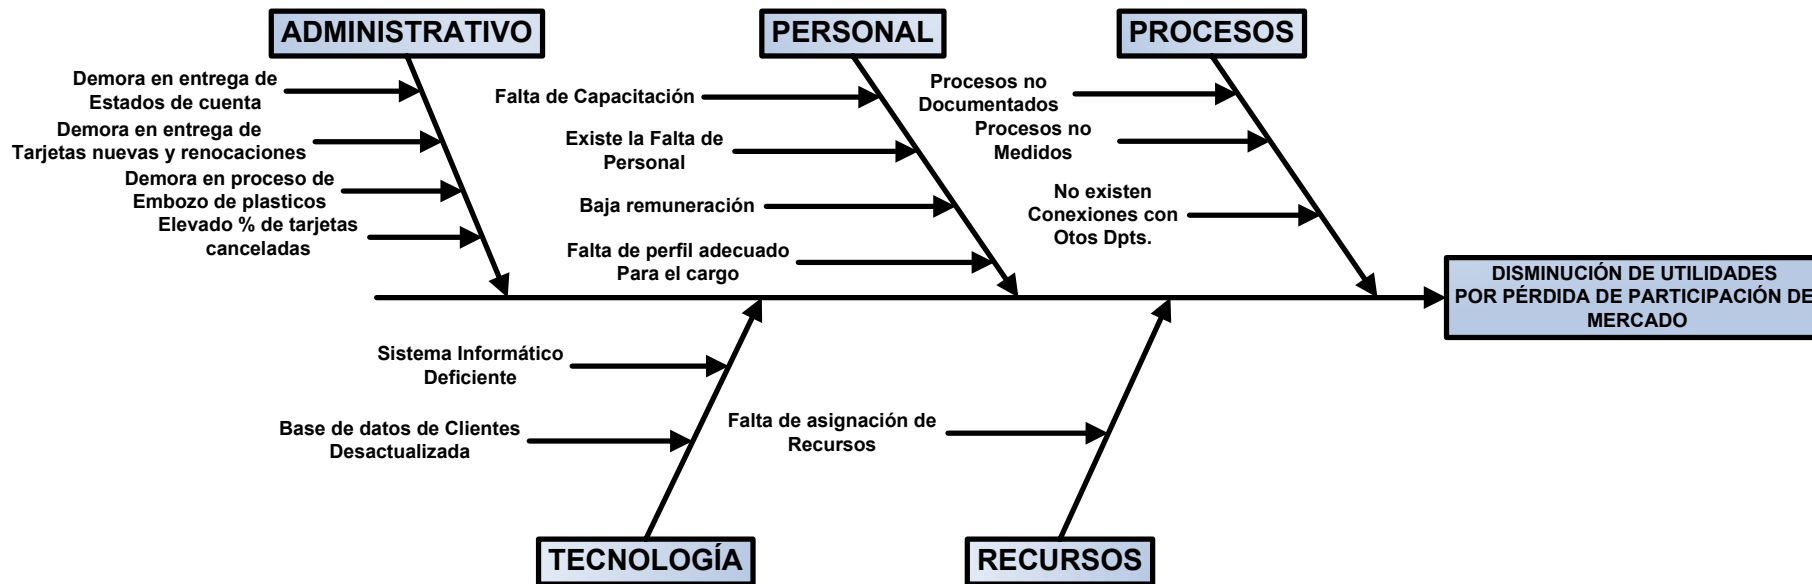 ADMINISTRATIVO
PERSONAL
PROCESOS
Demora en entrega de
Estados de cuenta
Demora en entrega de
Tarjetas nuevas y renocaciones
Demora en proceso de
Embozo de plasticos
Elevado % de tarjetas
canceladas
Falta de Capacitación
Existe la Falta de
Personal
Baja remuneración
Falta de perfil adecuado
Para el cargo
Procesos no
Documentados
Procesos no
Medidos
No existen
Conexiones con
Otos Dpts.
DISMINUCIÓN DE UTILIDADES
POR PÉRDIDA DE PARTICIPACIÓN DE
MERCADO
Sistema Informático
Deficiente
Base de datos de Clientes
Desactualizada
Falta de asignación de
Recursos
TECNOLOGÍA
RECURSOS